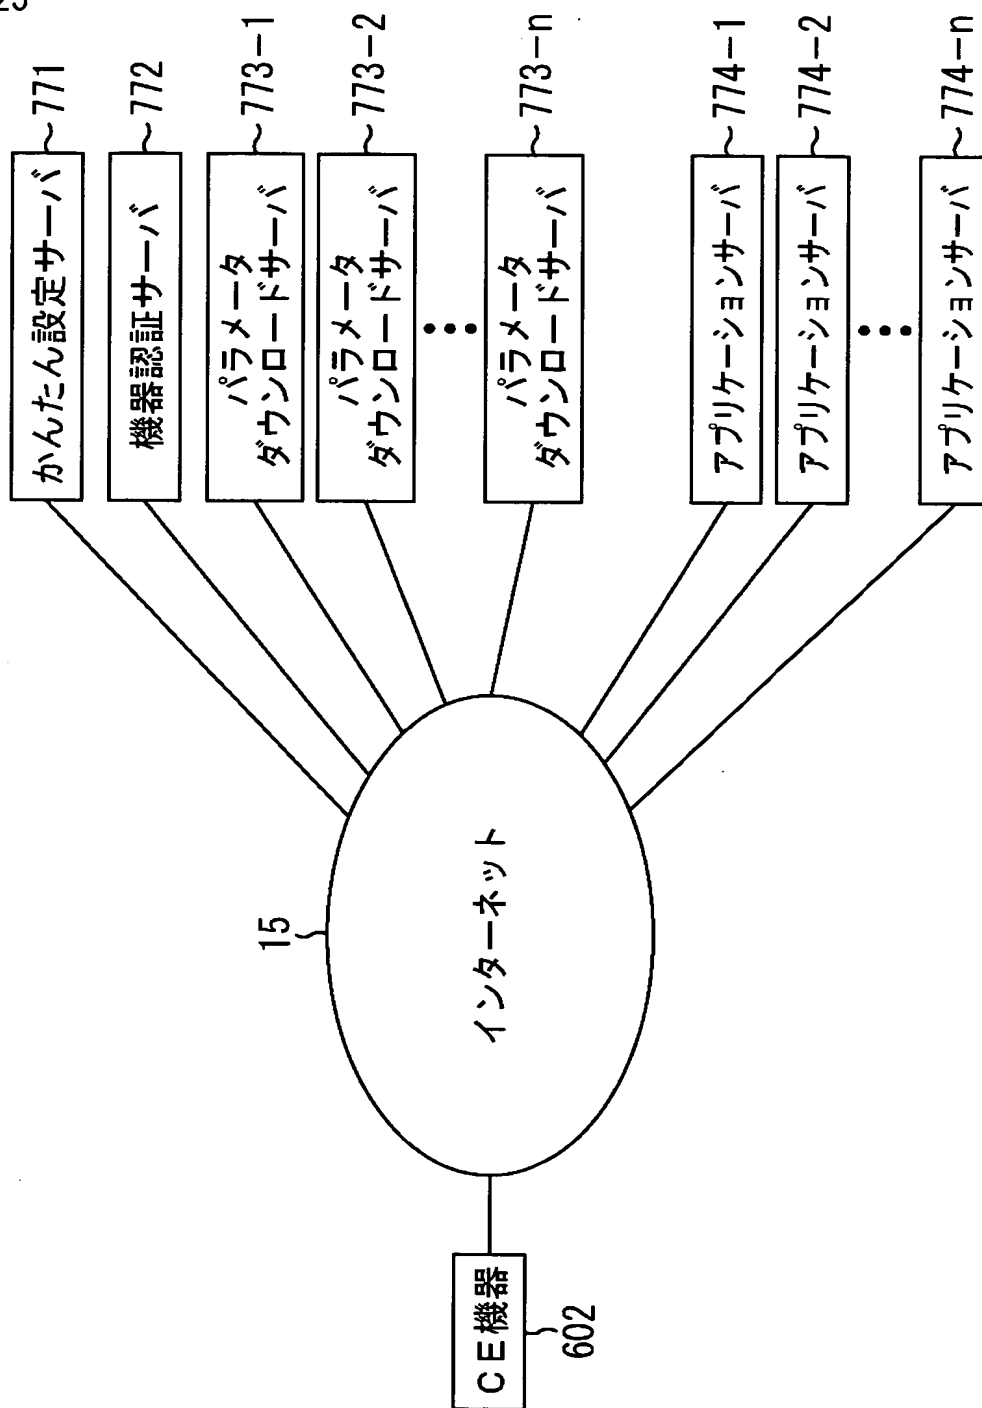 25
かんたん設定サーバ
771
機器認証サーバ
772
パラメータ
ダウンロードサーバ
773-1
パラメータ
ダウンロードサーバ
773-2
パラメータ
ダウンロードサーバ
773-n
アプリケーションサーバ
774-1
アプリケーションサーバ
774-2
アプリケーションサーバ
774-n
15
インターネット
CE機器
602